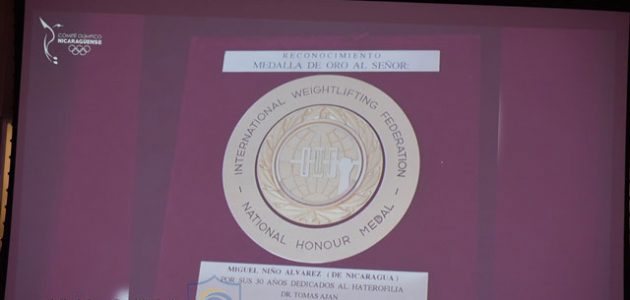 COMITÉ OLÍMPICO
NICARAGÜENSE
RECONOCIMIENTO
MEDALLA DE ORO AL SEÑOR:
INTERNATIONAL WEIGHTLIFTING FEDERATION
- NATIONAL HONOUR MEDAL -
MIGUEL NIÑO ALVAREZ (DE NICARAGUA)
POR SUS 30 AÑOS DEDICADOS AL HATEROFILIA
DR TOMAS AJAN